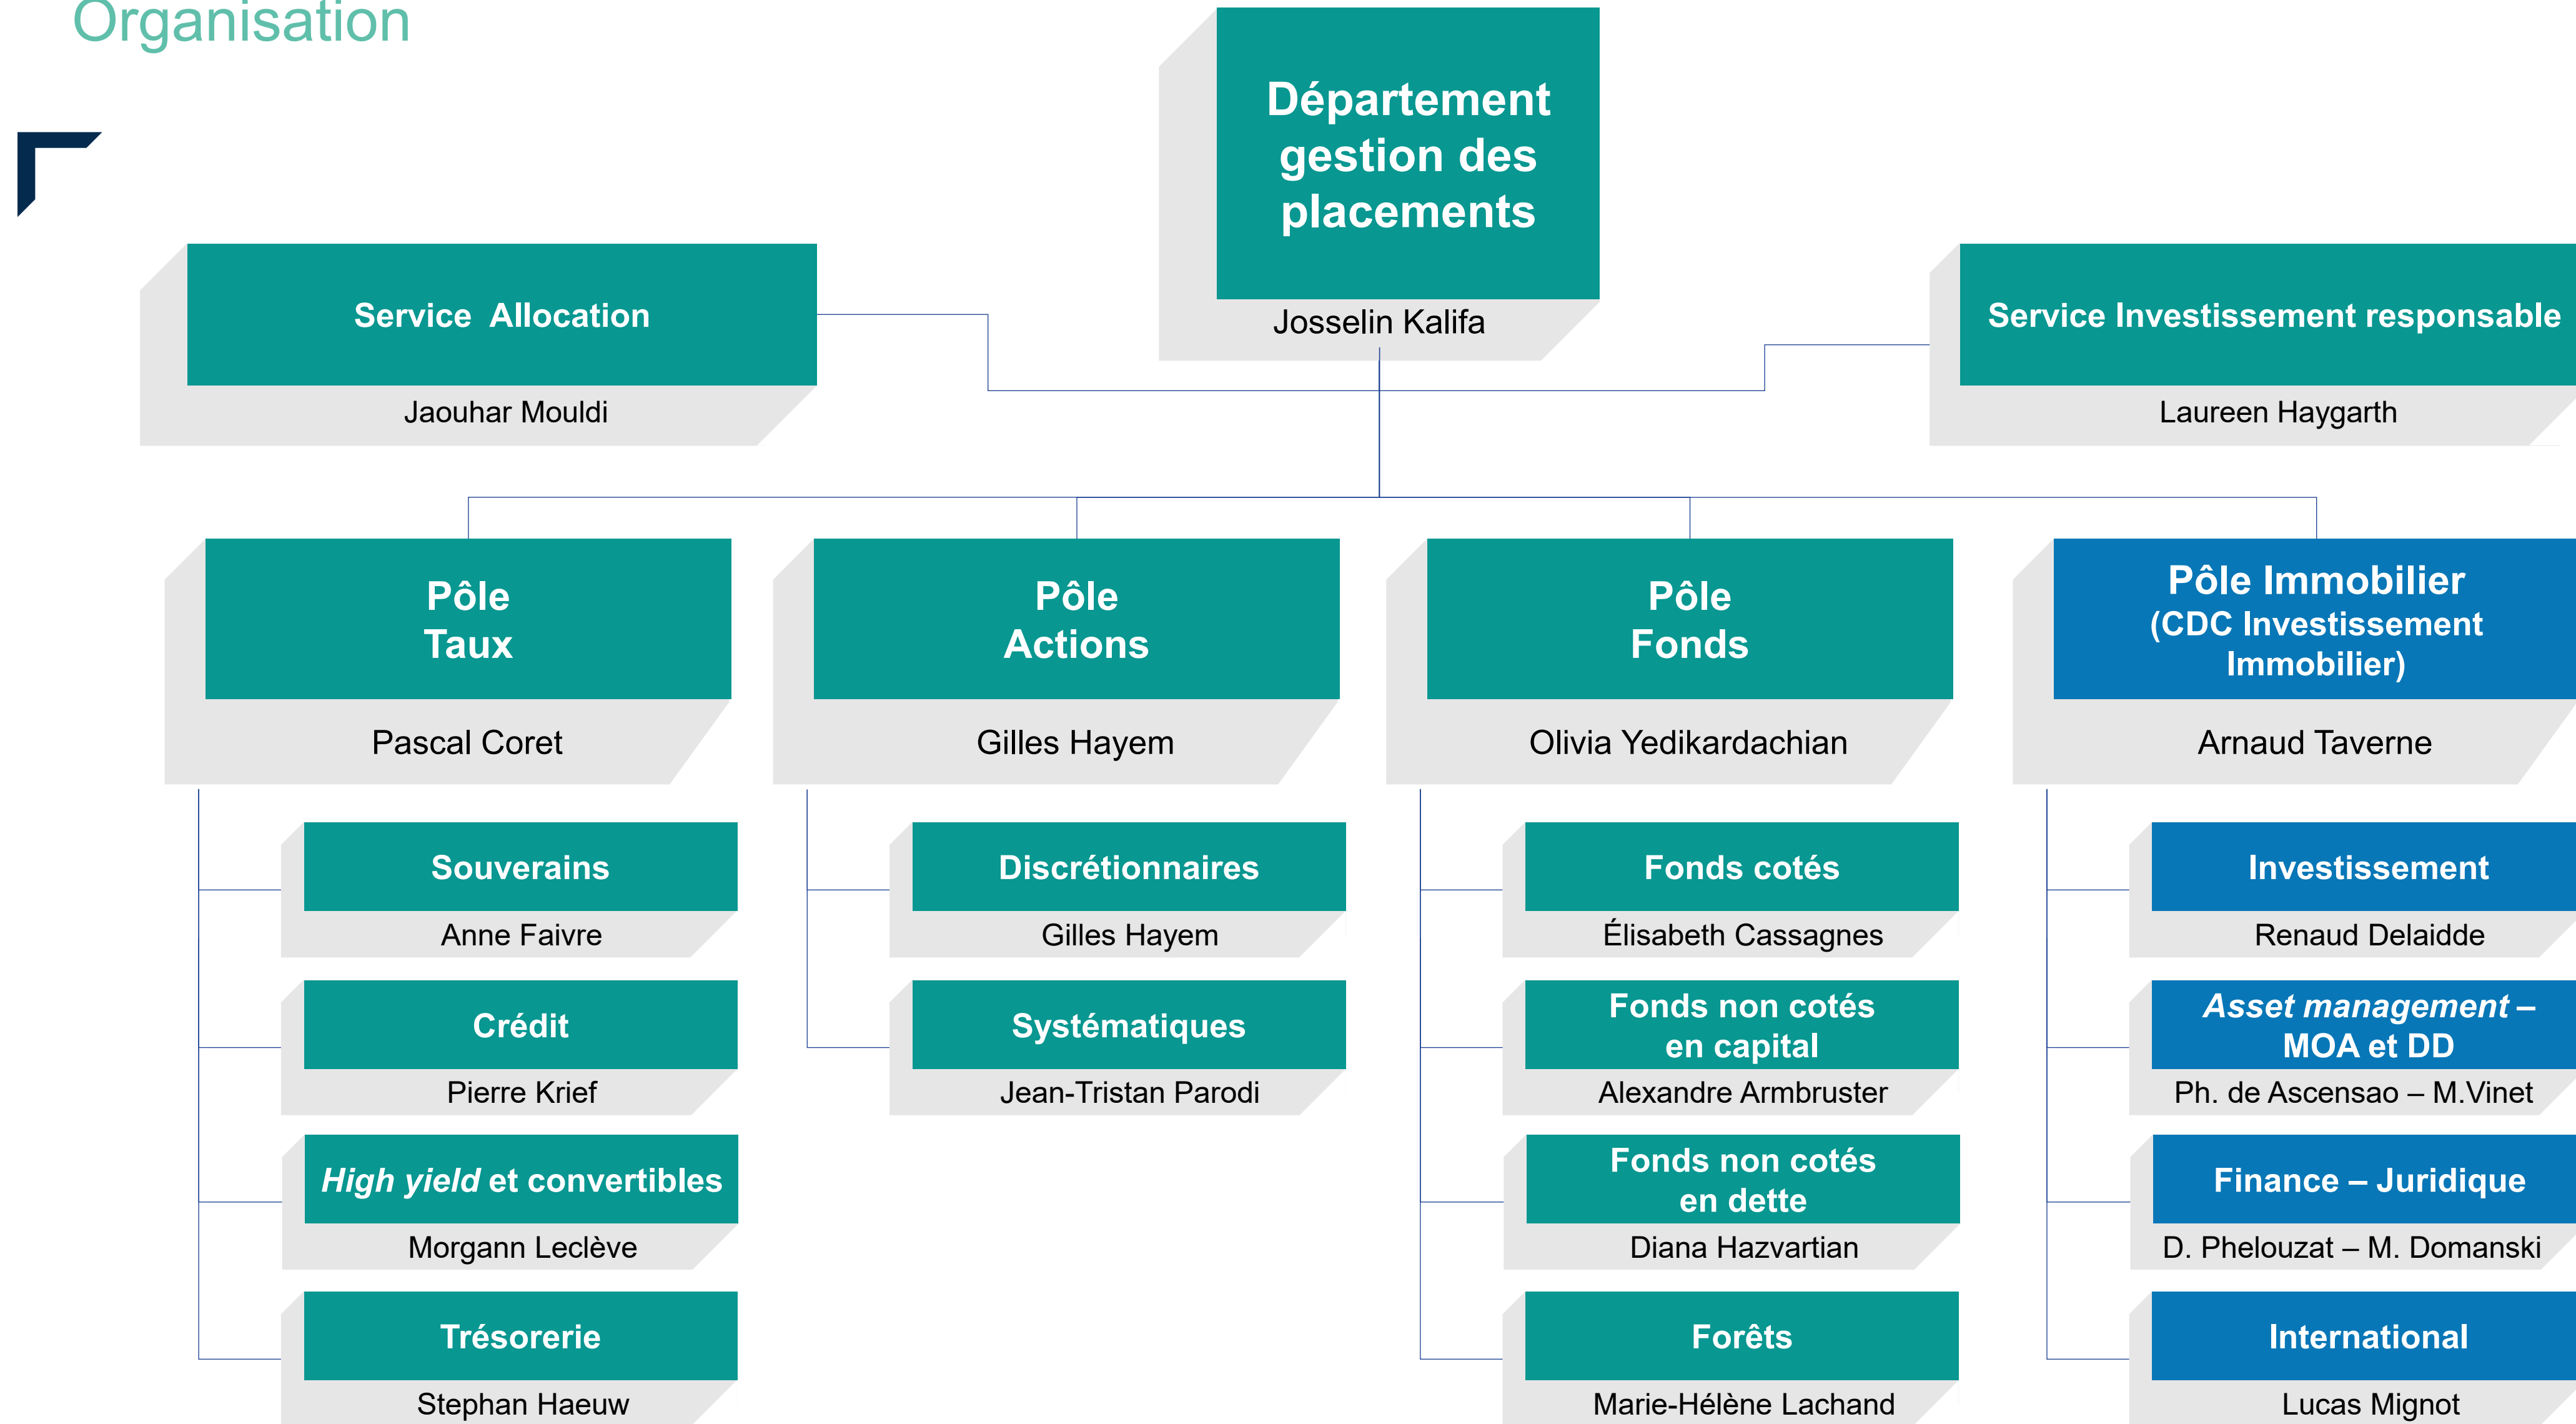 Organisation
Département
gestion des
placements
Josselin Kalifa
Service Allocation
Jaouhar Mouldi
Service Investissement responsable
Laureen Haygarth
Pôle
Taux
Pascal Coret
Souverains
Anne Faivre
Crédit
Pierre Krief
High yield et convertibles
Morgann Leclève
Trésorerie
Stephan Haeuw
Pôle
Actions
Gilles Hayem
Discrétionnaires
Gilles Hayem
Systématiques
Jean-Tristan Parodi
Pôle
Fonds
Olivia Yedikardachian
Fonds cotés
Élisabeth Cassagnes
Fonds non cotés
en capital
Alexandre Armbruster
Fonds non cotés
en dette
Diana Hazvartian
Forêts
Marie-Hélène Lachand
Pôle Immobilier
(CDC Investissement
Immobilier)
Arnaud Taverne
Investissement
Renaud Delaidde
Asset management –
MOA et DD
Ph. de Ascensao – M.Vinet
Finance – Juridique
D. Phelouzat – M. Domanski
International
Lucas Mignot